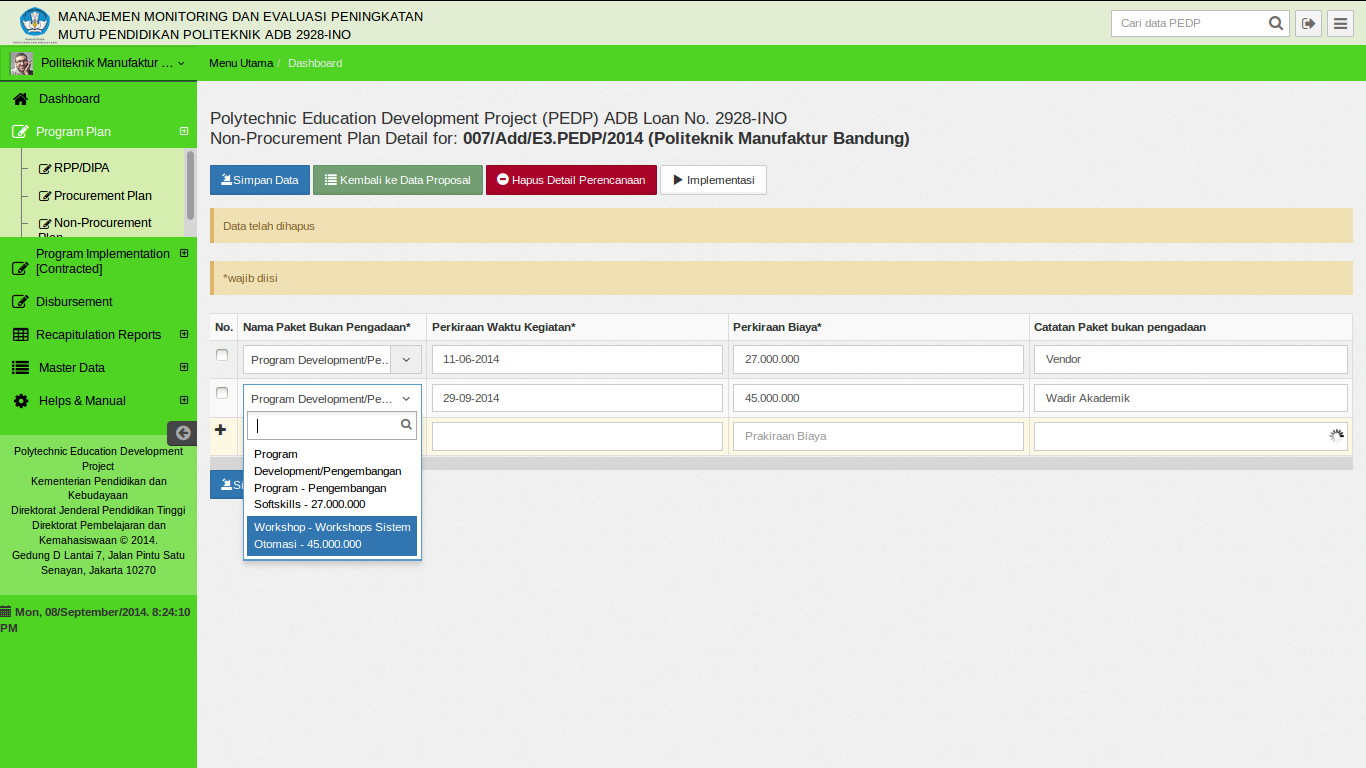 MANAJEMEN MONITORING DAN EVALUASI PENINGKATAN
MUTU PENDIDIKAN POLITEKNIK ADB 2928-INO
Cari data PEDP
Politeknik Manufaktur ...
Menu Utama / Dashboard
Dashboard
Program Plan
RPP/DIPA
Procurement Plan
Non-Procurement
Plan
Program Implementation
[Contracted]
Disbursement
Recapitulation Reports
Master Data
Helps & Manual
Polytechnic Education Development
Project
Kementerian Pendidikan dan
Kebudayaan
Direktorat Jenderal Pendidikan Tinggi
Direktorat Pembelajaran dan
Kemahasiswaan © 2014.
Gedung D Lantai 7, Jalan Pintu Satu
Senayan, Jakarta 10270
Mon, 08/September/2014. 8:24:10
PM
Polytechnic Education Development Project (PEDP) ADB Loan No. 2928-INO
Non-Procurement Plan Detail for: 007/Add/E3.PEDP/2014 (Politeknik Manufaktur Bandung)
Simpan Data Kembali ke Data Proposal Hapus Detail Perencanaan Implementasi
Data telah dihapus
*wajib diisi
No. Nama Paket Bukan Pengadaan* Perkiraan Waktu Kegiatan* Perkiraan Biaya* Catatan Paket bukan pengadaan
Program Development/Pe... 11-06-2014 27.000.000 Vendor
Program Development/Pe... 29-09-2014 45.000.000 Wadir Akademik
Prakiraan Biaya
Program
Development/Pengembangan
Program - Pengembangan
Softskills - 27.000.000
Workshop - Workshops Sistem
Otomasi - 45.000.000